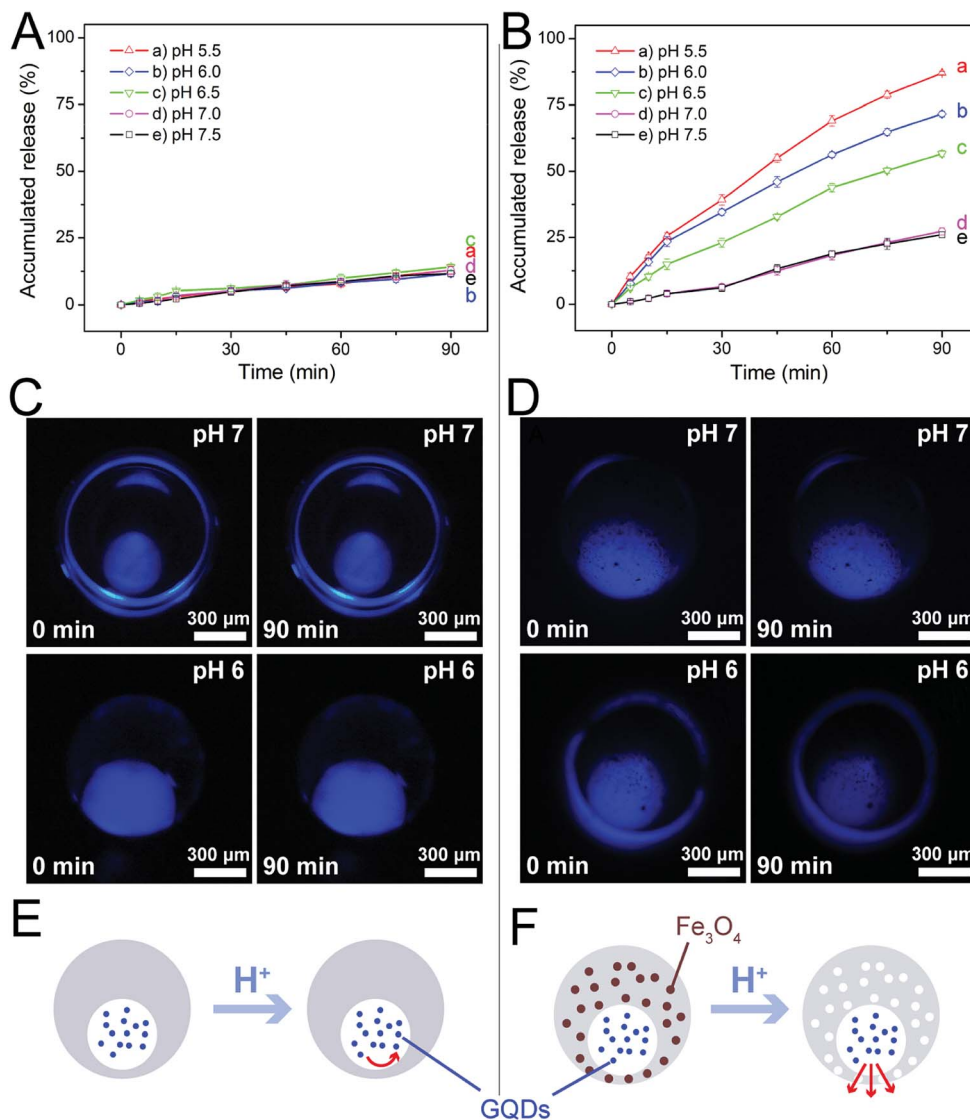 A
Accumulated release (%)
100
75
50
25
0
a) pH 5.5
b) pH 6.0
c) pH 6.5
d) pH 7.0
e) pH 7.5
c
a
d
e
b
0 30 60 90
Time (min)
B
Accumulated release (%)
100
75
50
25
0
a) pH 5.5
b) pH 6.0
c) pH 6.5
d) pH 7.0
e) pH 7.5
a
b
c
d
e
0 30 60 90
Time (min)
C
pH 7
0 min
300 μm
pH 7
90 min
300 μm
pH 6
0 min
300 μm
pH 6
90 min
300 μm
D
A
pH 7
0 min
300 μm
pH 7
90 min
300 μm
pH 6
0 min
300 μm
pH 6
90 min
300 μm
E
H⁺
GQDs
F
Fe₃O₄
H⁺